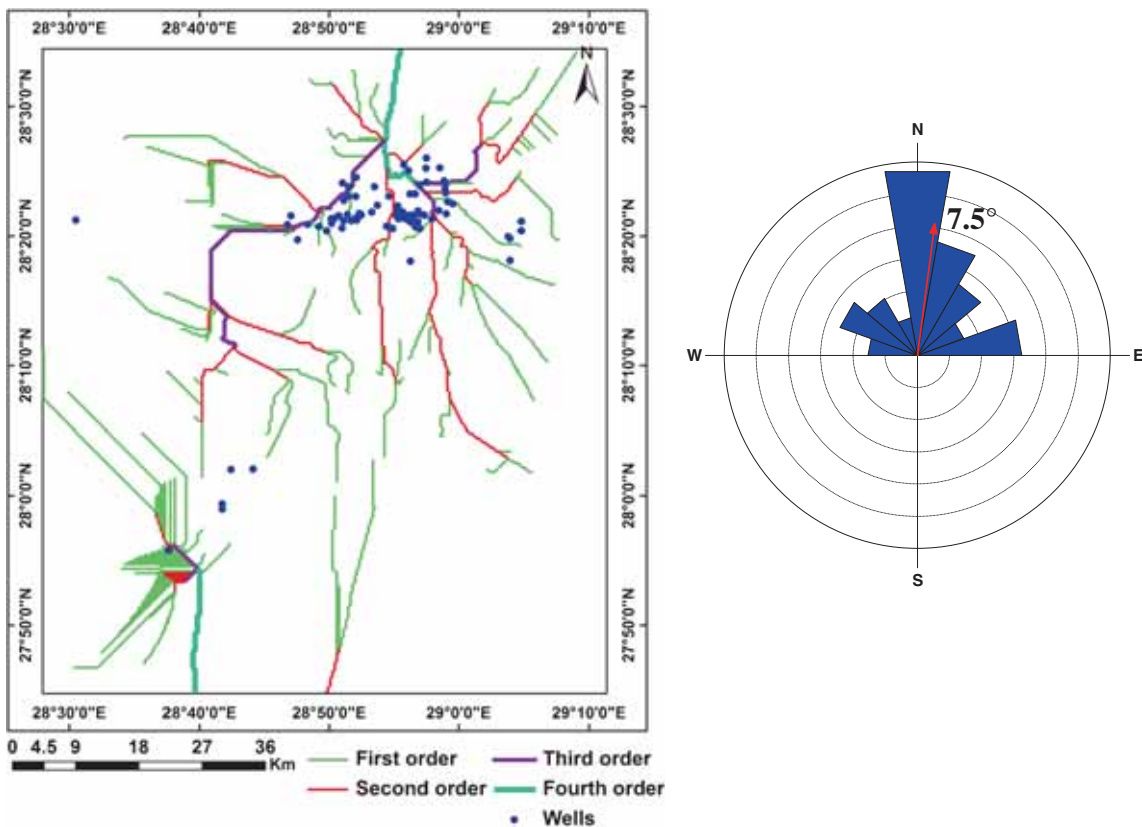 28°30'0"E 28°40'0"E 28°50'0"E 29°0'0"E 29°10'0"E
N
28°30'0"N 28°30'0"N
28°20'0"N 28°20'0"N
28°10'0"N 28°10'0"N
28°0'0"N 28°0'0"N
27°50'0"N 27°50'0"N
28°30'0"E 28°40'0"E 28°50'0"E 29°0'0"E 29°10'0"E
0 4.5 9 18 27 36
Km
First order
Third order
Second order
Fourth order
Wells
N
7.5°
W
E
S